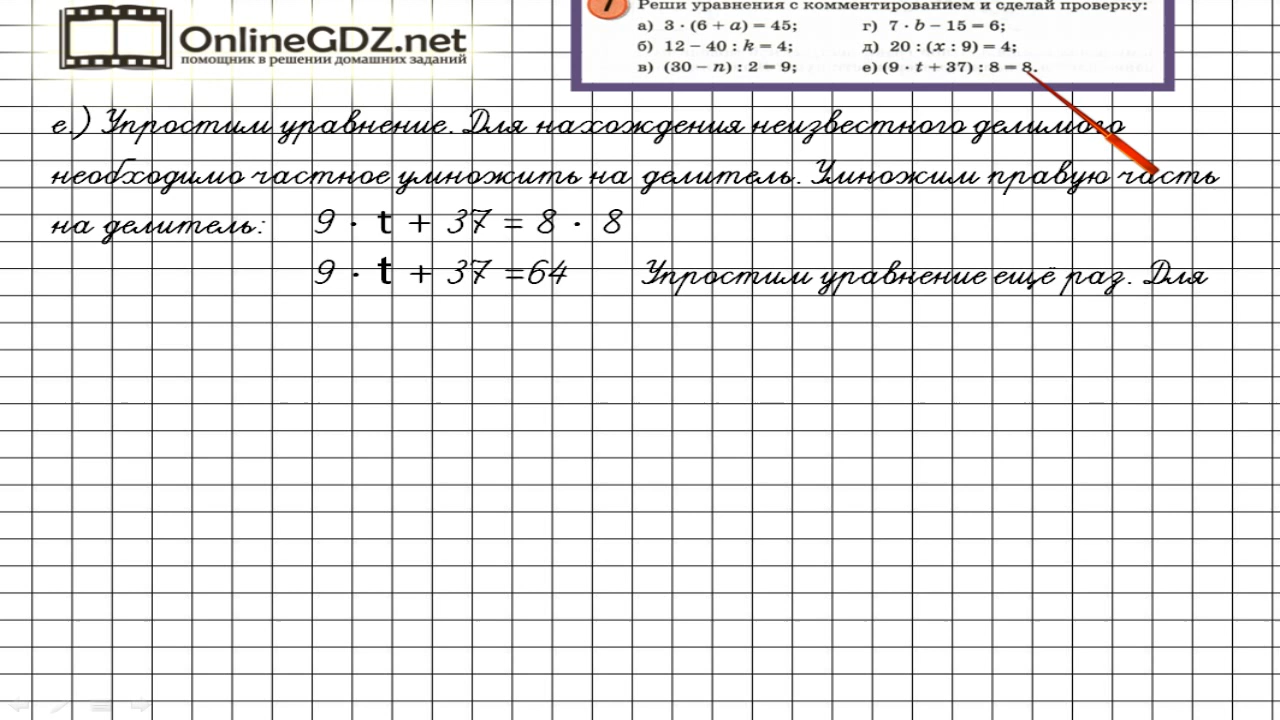 OnlineGDZ.net
помощник в решении домашних заданий
7 Реши уравнения с комментированием и сделай проверку:
а) 3 · (6 + a) = 45; г) 7 · b – 15 = 6;
б) 12 – 40 : k = 4; д) 20 : (x : 9) = 4;
в) (30 – n) : 2 = 9; е) (9 · t + 37) : 8 = 8.
е.) Упростим уравнение. Для нахождения неизвестного делимого
необходимо частное умножить на делитель. Умножим правую часть
на делитель: 9 · t + 37 = 8 · 8
9 · t + 37 =64 Упростим уравнение ещё раз. Для